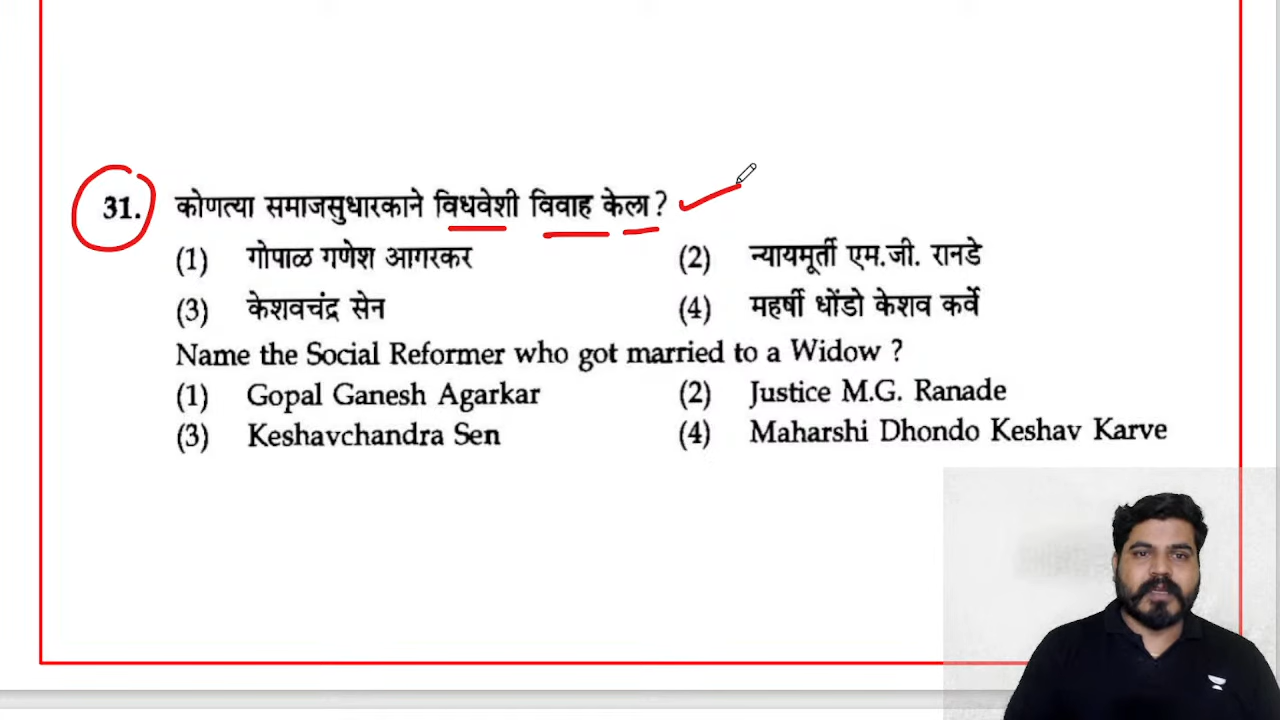 31. कोणत्या समाजसुधारकाने विधवेशी विवाह केला?
(1) गोपाळ गणेश आगरकर (2) न्यायमूर्ती एम.जी. रानडे
(3) केशवचंद्र सेन (4) महर्षी धोंडो केशव कर्वे
Name the Social Reformer who got married to a Widow ?
(1) Gopal Ganesh Agarkar (2) Justice M.G. Ranade
(3) Keshavchandra Sen (4) Maharshi Dhondo Keshav Karve